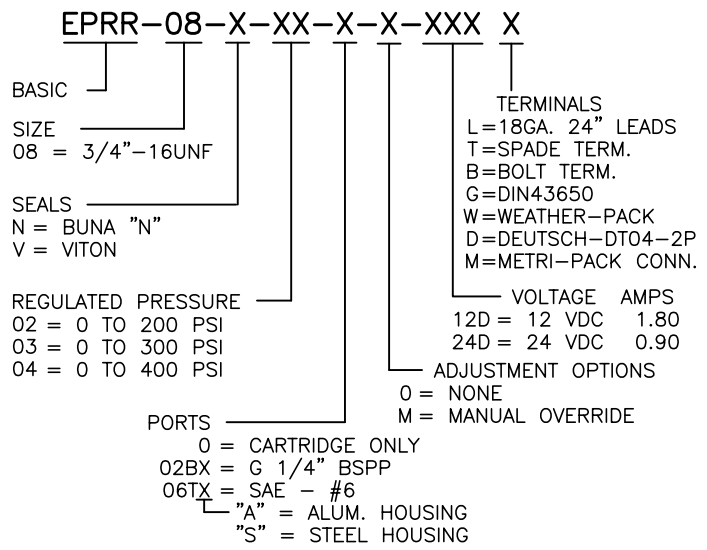 EPRR-08-X-XX-X-X-XXX X
BASIC
SIZE
08 = 3/4"-16UNF
SEALS
N = BUNA "N"
V = VITON
REGULATED PRESSURE
02 = 0 TO 200 PSI
03 = 0 TO 300 PSI
04 = 0 TO 400 PSI
PORTS
0 = CARTRIDGE ONLY
02BX = G 1/4" BSPP
06TX = SAE - #6
"A" = ALUM. HOUSING
"S" = STEEL HOUSING
ADJUSTMENT OPTIONS
0 = NONE
M = MANUAL OVERRIDE
VOLTAGE AMPS
12D = 12 VDC 1.80
24D = 24 VDC 0.90
TERMINALS
L=18GA. 24" LEADS
T=SPADE TERM.
B=BOLT TERM.
G=DIN43650
W=WEATHER-PACK
D=DEUTSCH-DT04-2P
M=METRI-PACK CONN.